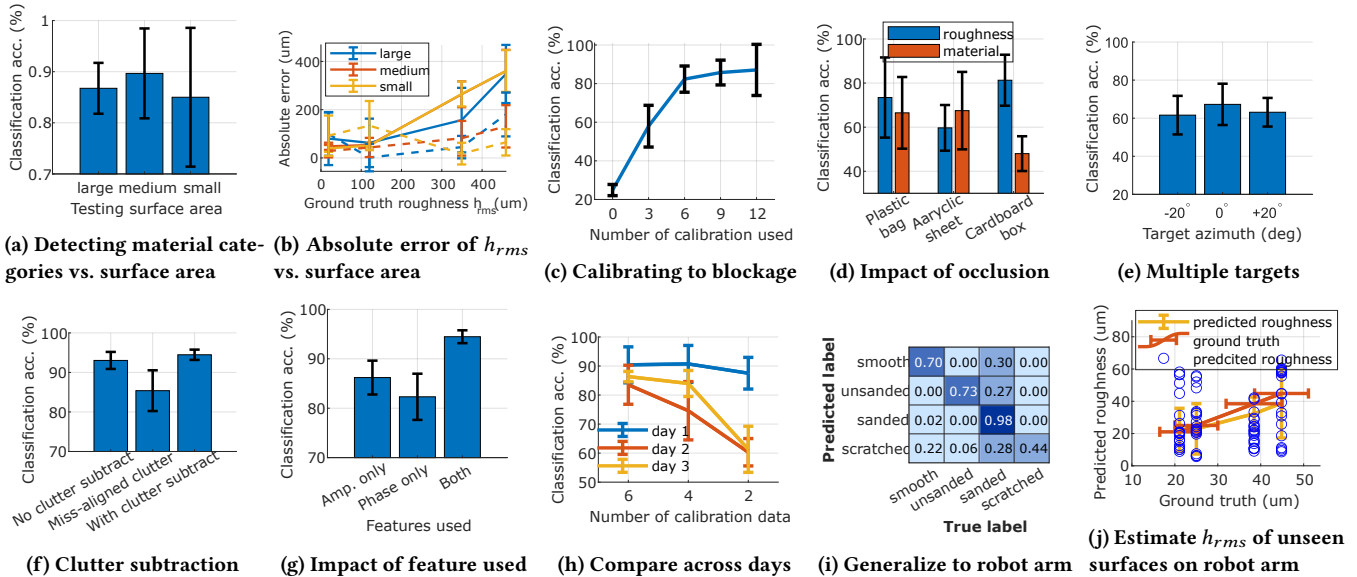 Classification acc. (%)
1
0.9
0.8
0.7
large medium small
Testing surface area
(a) Detecting material cate-
gories vs. surface area
Absolute error (um)
400
200
0
large
medium
small
0 100 200 300 400
Ground truth roughness h_rms(um)
(b) Absolute error of h_rms
vs. surface area
Classification acc. (%)
100
80
60
40
20
0 3 6 9 12
Number of calibration used
(c) Calibrating to blockage
Classification acc. (%)
100
80
60
40
roughness
material
Plastic
bag
Aaryclic
sheet
Cardboard
box
(d) Impact of occlusion
Classification acc. (%)
100
80
60
40
20
-20° 0° +20°
Target azimuth (deg)
(e) Multiple targets
Classification acc. (%)
100
90
80
70
No clutter subtract
Miss-aligned clutter
With clutter subtract
(f) Clutter subtraction
Classification acc. (%)
100
90
80
70
Amp. only
Phase only
Both
Features used
(g) Impact of feature used
Classification acc. (%)
100
90
80
70
60
50
day 1
day 2
day 3
6 4 2
Number of calibration data
(h) Compare across days
Predicted label
smooth 0.70 0.00 0.30 0.00
unsanded 0.00 0.73 0.27 0.00
sanded 0.02 0.00 0.98 0.00
scratched 0.22 0.06 0.28 0.44
smooth
unsanded
sanded
scratched
True label
(i) Generalize to robot arm
Predicted roughness (um)
100
80
60
40
20
0
predicted roughness
ground truth
predcited roughness
10 20 30 40 50
Ground truth (um)
(j) Estimate h_rms of unseen
surfaces on robot arm